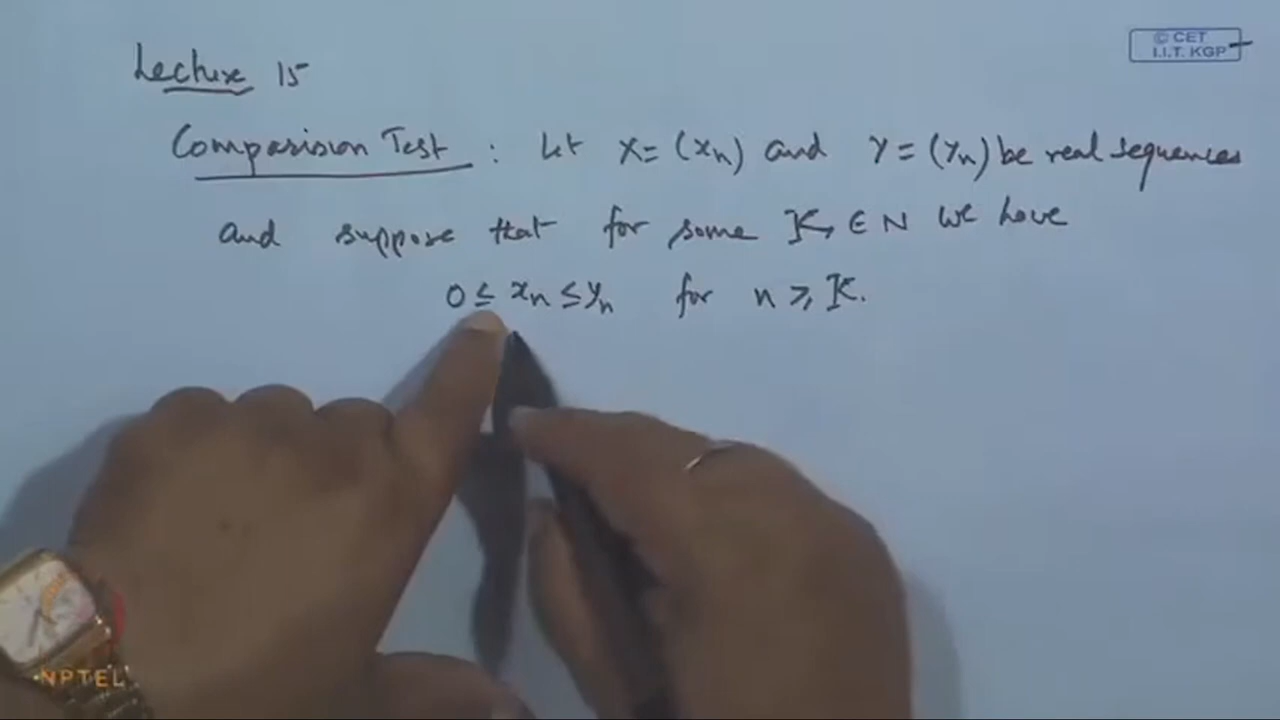 © CET
I.I.T. KGP
Lecture 15
Comparision Test : Let X = (xn) and Y = (yn) be real sequences
and suppose that for some K ∈ N we have
0 ≤ xn ≤ yn for n ≥ K.
NPTEL